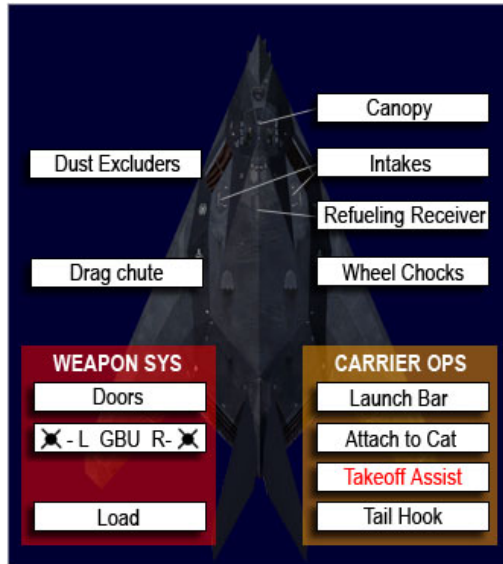 Canopy
Dust Excluders
Intakes
Refueling Receiver
Drag chute
Wheel Chocks
WEAPON SYS
CARRIER OPS
Doors
Launch Bar
- L GBU R-
Attach to Cat
Takeoff Assist
Load
Tail Hook